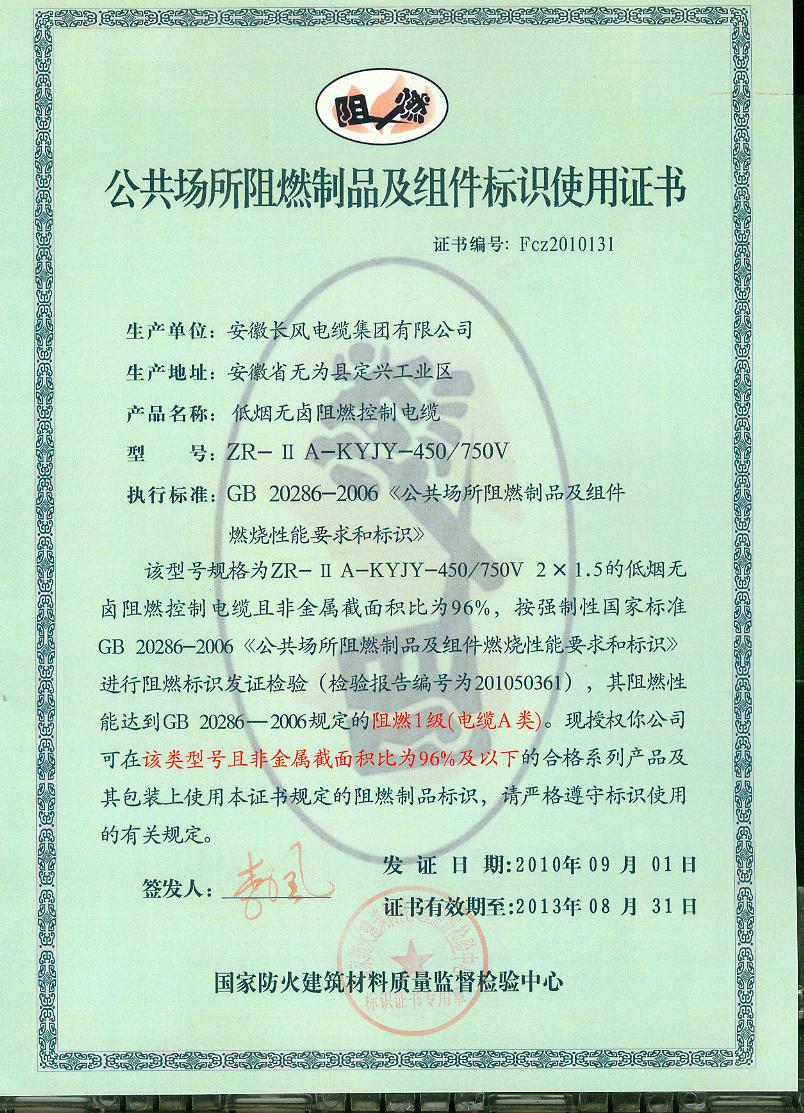 阻燃
公共场所阻燃制品及组件标识使用证书
证书编号: Fcz2010131
生产单位: 安徽长风电缆集团有限公司
生产地址: 安徽省无为县定兴工业区
产品名称: 低烟无卤阻燃控制电缆
型 号: ZR-ⅡA-KYJY-450/750V
执行标准: GB 20286-2006《公共场所阻燃制品及组件
燃烧性能要求和标识》
该型号规格为ZR-ⅡA-KYJY-450/750V 2×1.5的低烟无
卤阻燃控制电缆且非金属截面积比为96%，按强制性国家标准
GB 20286-2006《公共场所阻燃制品及组件燃烧性能要求和标识》
进行阻燃标识发证检验（检验报告编号为201050361），其阻燃性
能达到GB 20286—2006规定的阻燃1级(电缆A类)。现授权你公司
可在该类型号且非金属截面积比为96%及以下的合格系列产品及
其包装上使用本证书规定的阻燃制品标识，请严格遵守标识使用
的有关规定。
发 证 日 期:2010年 09 月 01 日
签发人:
证书有效期至:2013年 08 月 31 日
国家防火建筑材料质量监督检验中心
标识证书专用章